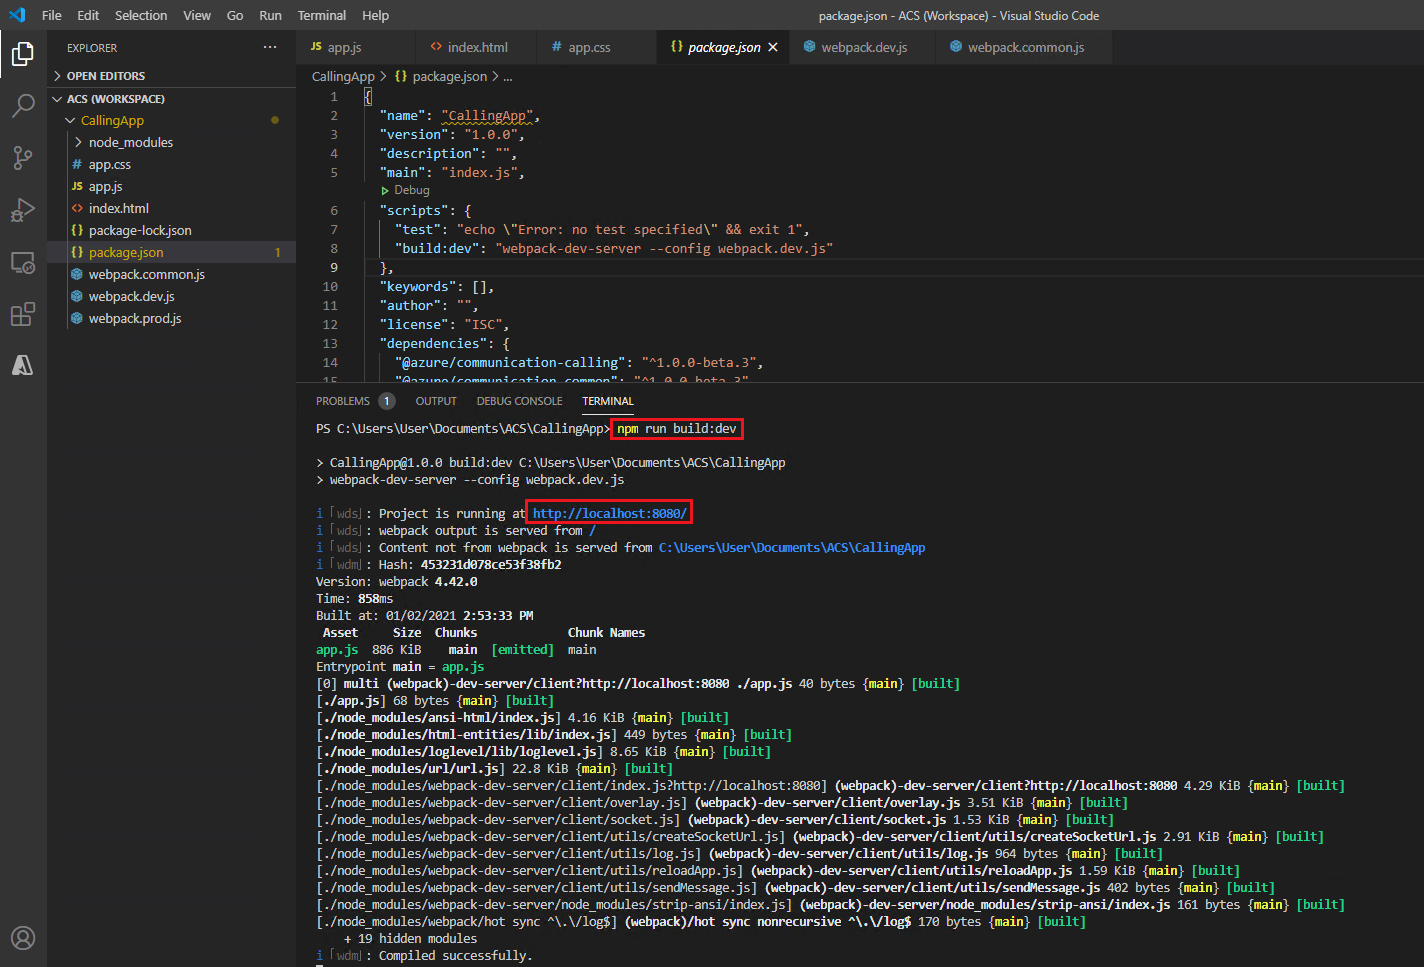 File Edit Selection View Go Run Terminal Help package.json - ACS (Workspace) - Visual Studio Code
EXPLORER ...
OPEN EDITORS
ACS (WORKSPACE)
CallingApp
node_modules
# app.css
JS app.js
<> index.html
{} package-lock.json
{} package.json 1
webpack.common.js
webpack.dev.js
webpack.prod.js
JS app.js <> index.html # app.css {} package.json × webpack.dev.js webpack.common.js
CallingApp > {} package.json > ...
1 {
2 "name": "CallingApp",
3 "version": "1.0.0",
4 "description": "",
5 "main": "index.js",
Debug
6 "scripts": {
7 "test": "echo \"Error: no test specified\" && exit 1",
8 "build:dev": "webpack-dev-server --config webpack.dev.js"
9 },
10 "keywords": [],
11 "author": "",
12 "license": "ISC",
13 "dependencies": {
14 "@azure/communication-calling": "^1.0.0-beta.3",
15 "@azure/communication-common": "^1.0.0-beta.3"
PROBLEMS 1 OUTPUT DEBUG CONSOLE TERMINAL
PS C:\Users\User\Documents\ACS\CallingApp> npm run build:dev
> CallingApp@1.0.0 build:dev C:\Users\User\Documents\ACS\CallingApp
> webpack-dev-server --config webpack.dev.js
i ｢wds｣: Project is running at http://localhost:8080/
i ｢wds｣: webpack output is served from /
i ｢wds｣: Content not from webpack is served from C:\Users\User\Documents\ACS\CallingApp
i ｢wdm｣: Hash: 453231d078ce53f38fb2
Version: webpack 4.42.0
Time: 858ms
Built at: 01/02/2021 2:53:33 PM
Asset Size Chunks Chunk Names
app.js 886 KiB main [emitted] main
Entrypoint main = app.js
[0] multi (webpack)-dev-server/client?http://localhost:8080 ./app.js 40 bytes {main} [built]
[./app.js] 68 bytes {main} [built]
[./node_modules/ansi-html/index.js] 4.16 KiB {main} [built]
[./node_modules/html-entities/lib/index.js] 449 bytes {main} [built]
[./node_modules/loglevel/lib/loglevel.js] 8.65 KiB {main} [built]
[./node_modules/url/url.js] 22.8 KiB {main} [built]
[./node_modules/webpack-dev-server/client/index.js?http://localhost:8080] (webpack)-dev-server/client?http://localhost:8080 4.29 KiB {main} [built]
[./node_modules/webpack-dev-server/client/overlay.js] (webpack)-dev-server/client/overlay.js 3.51 KiB {main} [built]
[./node_modules/webpack-dev-server/client/socket.js] (webpack)-dev-server/client/socket.js 1.53 KiB {main} [built]
[./node_modules/webpack-dev-server/client/utils/createSocketUrl.js] (webpack)-dev-server/client/utils/createSocketUrl.js 2.91 KiB {main} [built]
[./node_modules/webpack-dev-server/client/utils/log.js] (webpack)-dev-server/client/utils/log.js 964 bytes {main} [built]
[./node_modules/webpack-dev-server/client/utils/reloadApp.js] (webpack)-dev-server/client/utils/reloadApp.js 1.59 KiB {main} [built]
[./node_modules/webpack-dev-server/client/utils/sendMessage.js] (webpack)-dev-server/client/utils/sendMessage.js 402 bytes {main} [built]
[./node_modules/webpack-dev-server/node_modules/strip-ansi/index.js] (webpack)-dev-server/node_modules/strip-ansi/index.js 161 bytes {main} [built]
[./node_modules/webpack/hot sync ^\.\/log$] (webpack)/hot sync nonrecursive ^\.\/log$ 170 bytes {main} [built]
+ 19 hidden modules
i ｢wdm｣: Compiled successfully.